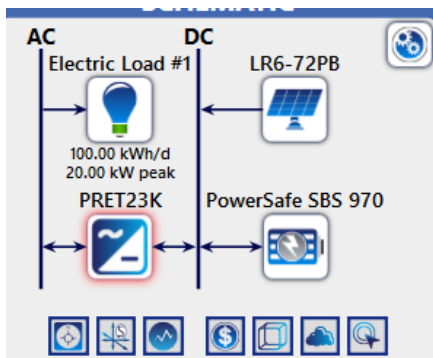 AC
DC
Electric Load #1
LR6-72PB
100.00 kWh/d
20.00 kW peak
PRET23K
PowerSafe SBS 970